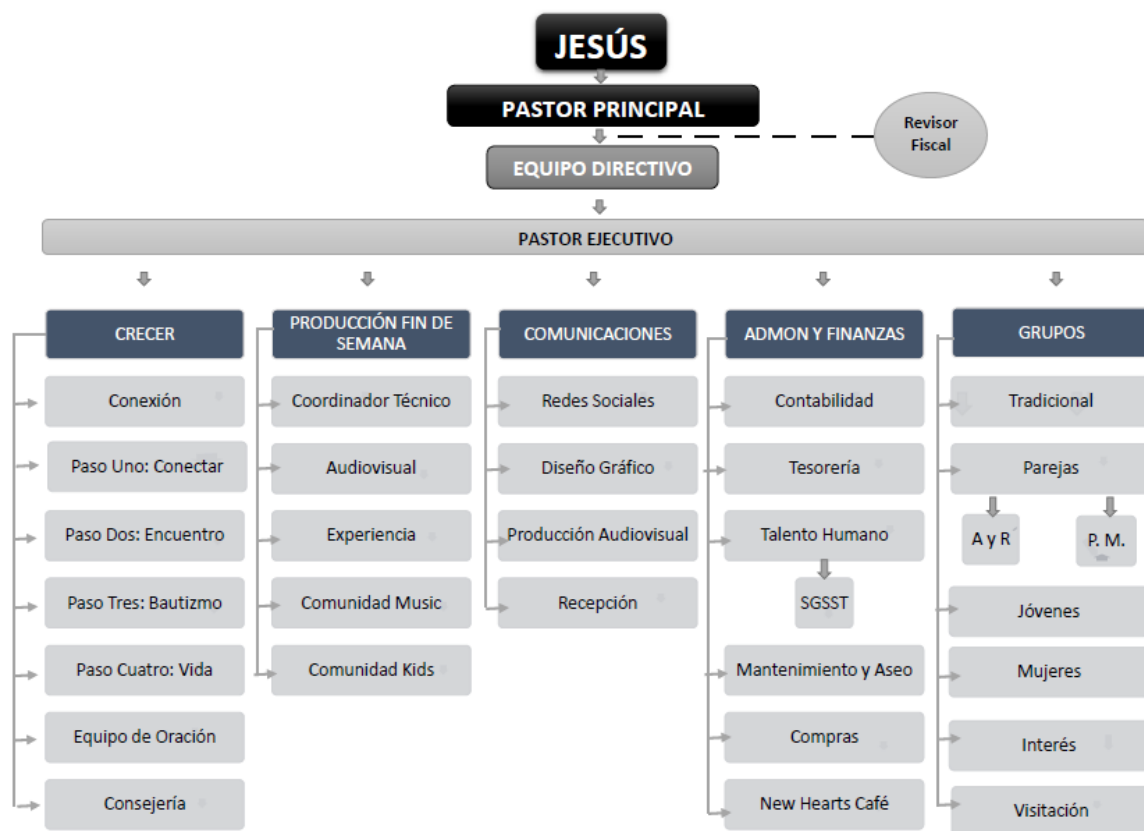 JESÚS
PASTOR PRINCIPAL
Revisor
Fiscal
EQUIPO DIRECTIVO
PASTOR EJECUTIVO
CRECER
Conexión
Paso Uno: Conectar
Paso Dos: Encuentro
Paso Tres: Bautizmo
Paso Cuatro: Vida
Equipo de Oración
Consejería
PRODUCCIÓN FIN DE
SEMANA
Coordinador Técnico
Audiovisual
Experiencia
Comunidad Music
Comunidad Kids
COMUNICACIONES
Redes Sociales
Diseño Gráfico
Producción Audiovisual
Recepción
ADMON Y FINANZAS
Contabilidad
Tesorería
Talento Humano
SGSST
Mantenimiento y Aseo
Compras
New Hearts Café
GRUPOS
Tradicional
Parejas
A y R
P. M.
Jóvenes
Mujeres
Interés
Visitación